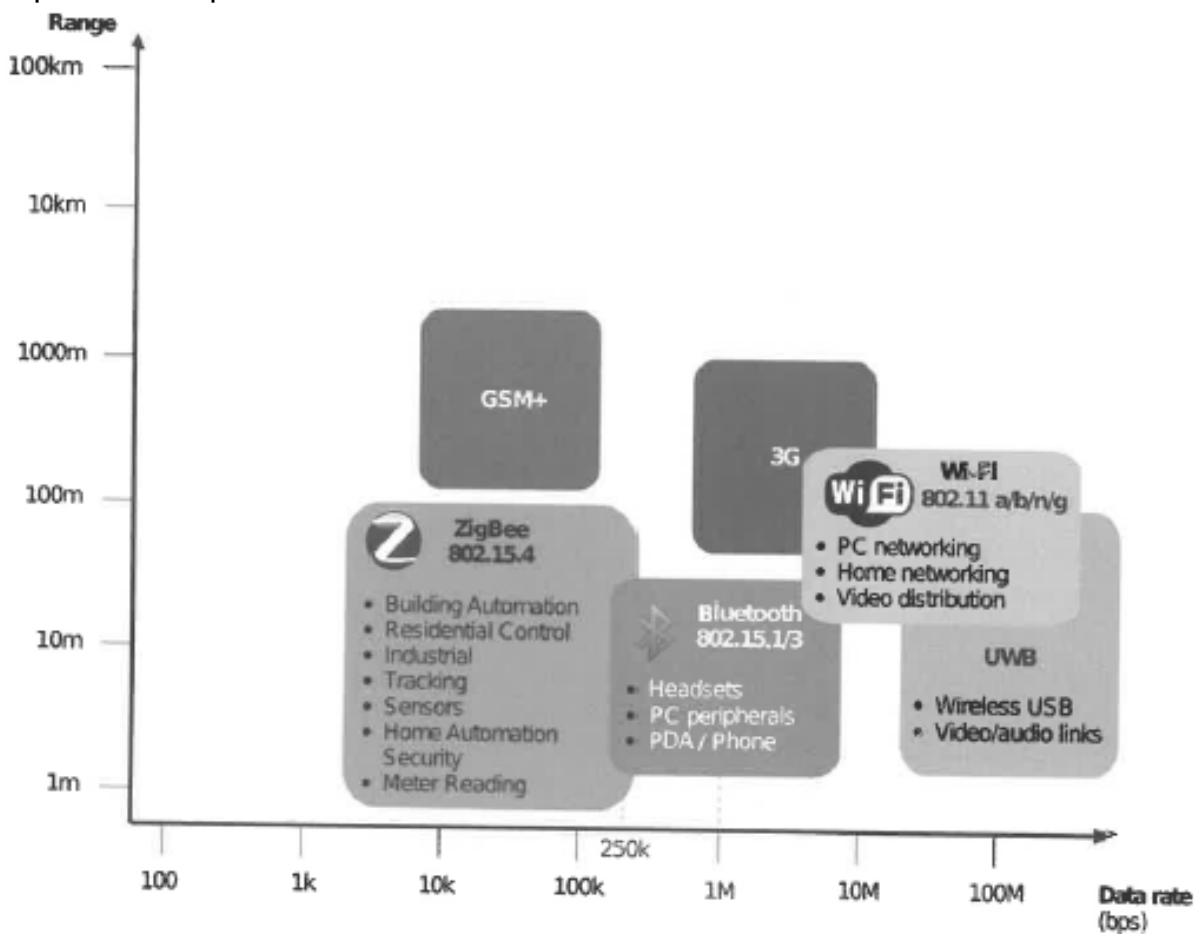 Range
100km
10km
1000m
100m
10m
1m
GSM+
3G
Wi-Fi
WiFi 802.11 a/b/n/g
• PC networking
• Home networking
• Video distribution
ZigBee
802.15.4
• Building Automation
• Residential Control
• Industrial
• Tracking
• Sensors
• Home Automation
Security
• Meter Reading
Bluetooth
802.15.1/3
• Headsets
• PC peripherals
• PDA / Phone
UWB
• Wireless USB
• Video/audio links
250k
100
1k
10k
100k
1M
10M
100M
Data rate
(bps)